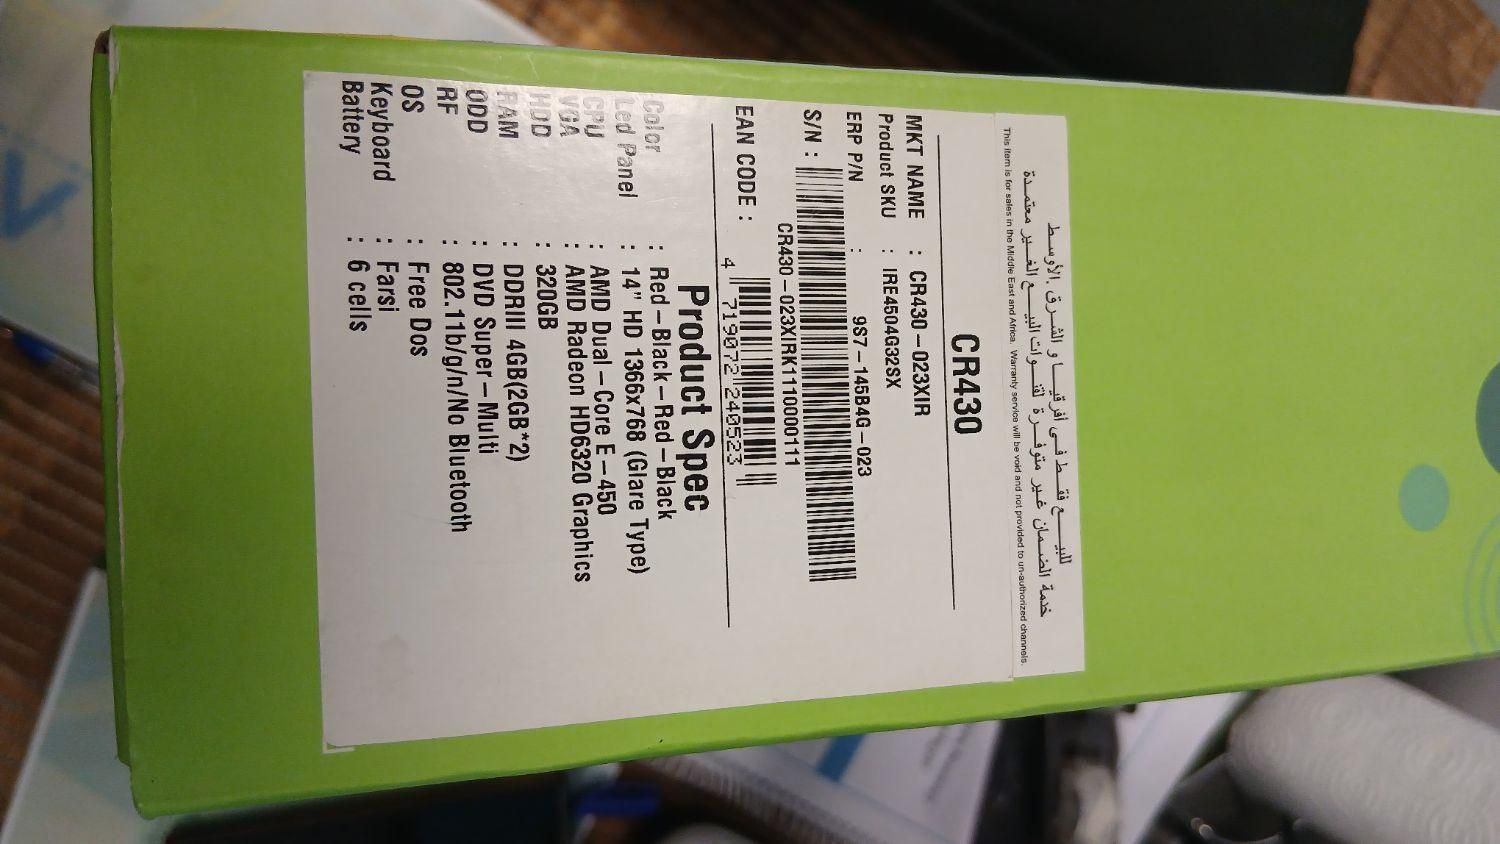 للبيع فقط في افريقيا و الشرق الأوسط
خدمة الضمان غير متوفرة لقنوات البيع الغير معتمدة
This item is for sales in the Middle East and Africa. Warranty service will be void and not provided to un-authorized channels.
CR430
MKT NAME : CR430-023XIR
Product SKU : IRE4504G32SX
ERP P/N : 9S7-145B4G-023
S/N :
CR430-023XIRK1110000111
EAN CODE :
4 719072 240523
Product Spec
Color : Red-Black-Red-Black
Led Panel : 14" HD 1366x768 (Glare Type)
CPU : AMD Dual-Core E-450
VGA : AMD Radeon HD6320 Graphics
HDD : 320GB
RAM : DDRIII 4GB(2GB*2)
ODD : DVD Super-Multi
RF : 802.11b/g/n/No Bluetooth
OS : Free Dos
Keyboard : Farsi
Battery : 6 cells